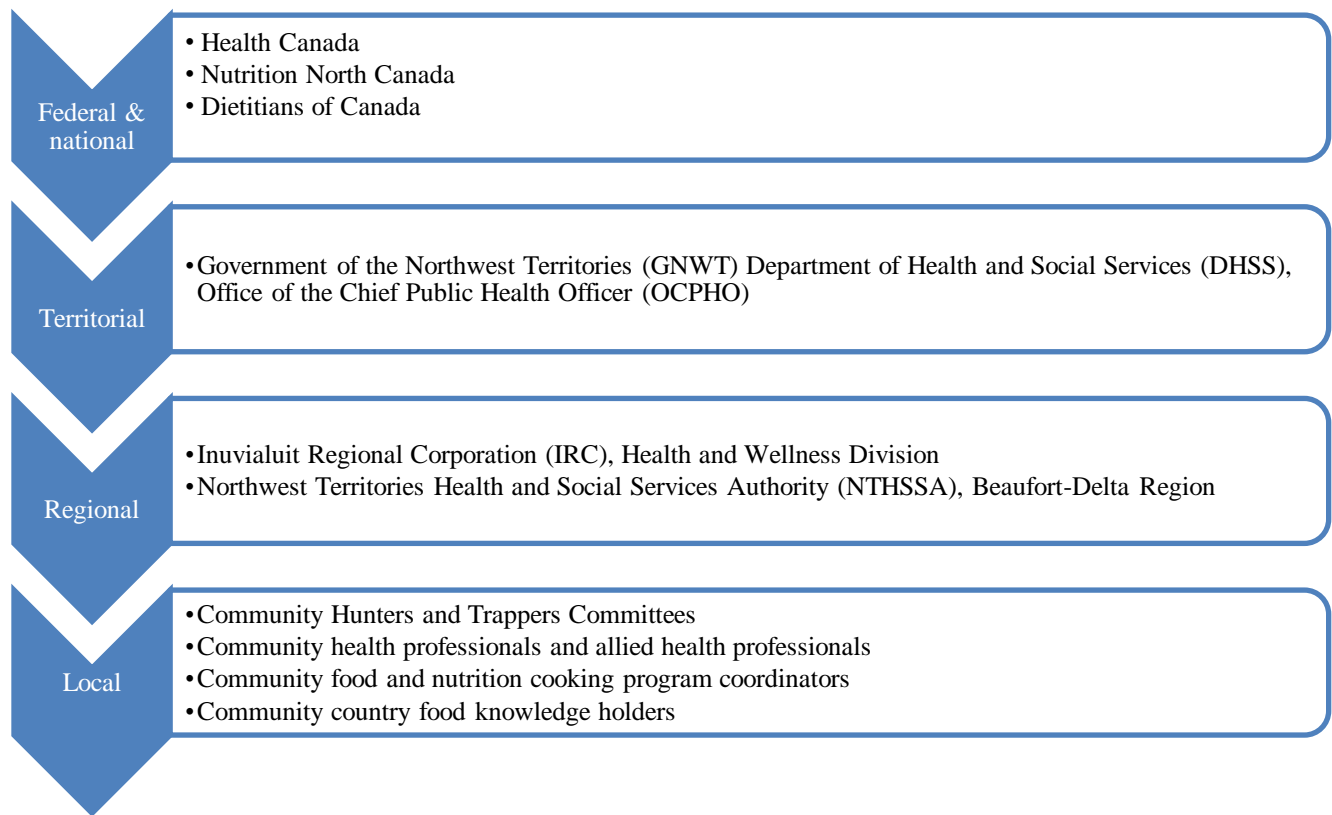 Federal &
national
• Health Canada
• Nutrition North Canada
• Dietitians of Canada
Territorial
•Government of the Northwest Territories (GNWT) Department of Health and Social Services (DHSS),
Office of the Chief Public Health Officer (OCPHO)
Regional
•Inuvialuit Regional Corporation (IRC), Health and Wellness Division
•Northwest Territories Health and Social Services Authority (NTHSSA), Beaufort-Delta Region
Local
•Community Hunters and Trappers Committees
•Community health professionals and allied health professionals
•Community food and nutrition cooking program coordinators
•Community country food knowledge holders